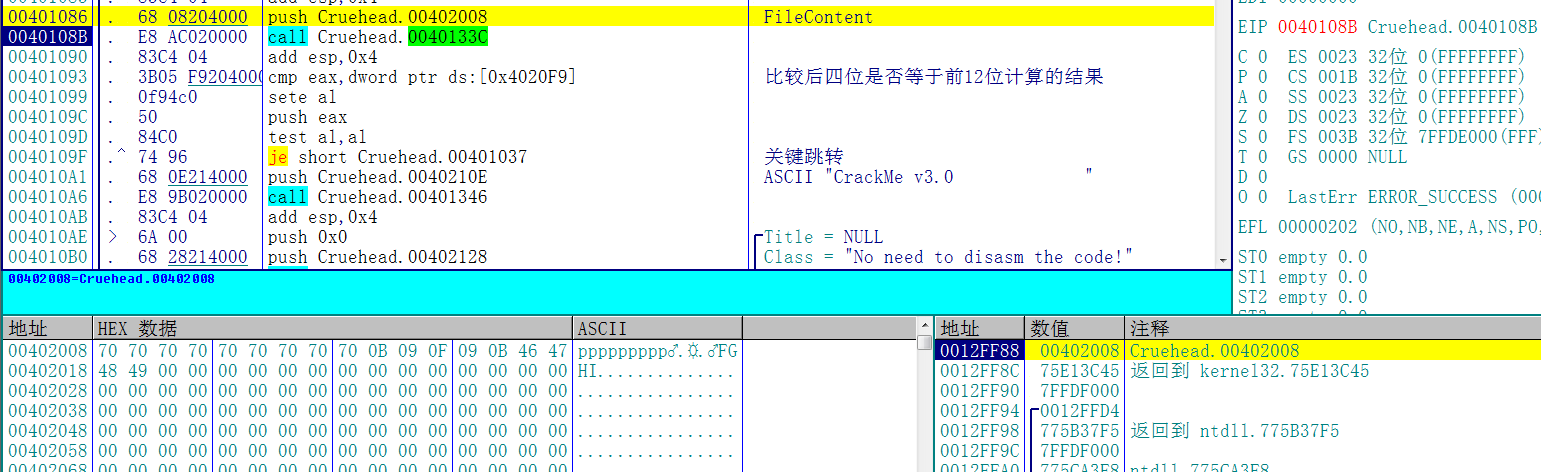 00401086 . 68 08204000 push Cruehead.00402008 FileContent
0040108B . E8 AC020000 call Cruehead.0040133C
00401090 . 83C4 04 add esp,0x4
00401093 . 3B05 F9204000 cmp eax,dword ptr ds:[0x4020F9] 比较后四位是否等于前12位计算的结果
00401099 . 0f94c0 sete al
0040109C . 50 push eax
0040109D . 84C0 test al,al
0040109F .^ 74 96 je short Cruehead.00401037 关键跳转
004010A1 . 68 0E214000 push Cruehead.0040210E ASCII "CrackMe v3.0 "
004010A6 . E8 9B020000 call Cruehead.00401346
004010AB . 83C4 04 add esp,0x4
004010AE > 6A 00 push 0x0 Title = NULL
004010B0 . 68 28214000 push Cruehead.00402128 Class = "No need to disasm the code!"
EIP 0040108B Cruehead.0040108B
C 0 ES 0023 32位 0(FFFFFFFF)
P 0 CS 001B 32位 0(FFFFFFFF)
A 0 SS 0023 32位 0(FFFFFFFF)
Z 0 DS 0023 32位 0(FFFFFFFF)
S 0 FS 003B 32位 7FFDE000(FFF)
T 0 GS 0000 NULL
D 0
O 0 LastErr ERROR_SUCCESS (000
EFL 00000202 (NO,NB,NE,A,NS,PO,
ST0 empty 0.0
ST1 empty 0.0
ST2 empty 0.0
00402008=Cruehead.00402008
地址 HEX 数据 ASCII
00402008 70 70 70 70 70 70 70 70 70 0B 09 0F 09 0B 46 47 pppppppppp♂.☼.♂FG
00402018 48 49 00 00 00 00 00 00 00 00 00 00 00 00 00 00 HI..............
00402028 00 00 00 00 00 00 00 00 00 00 00 00 00 00 00 00 ................
00402038 00 00 00 00 00 00 00 00 00 00 00 00 00 00 00 00 ................
00402048 00 00 00 00 00 00 00 00 00 00 00 00 00 00 00 00 ................
00402058 00 00 00 00 00 00 00 00 00 00 00 00 00 00 00 00 ................
地址 数值 注释
0012FF88 00402008 Cruehead.00402008
0012FF8C 75E13C45 返回到 kernel32.75E13C45
0012FF90 7FFDF000
0012FF94 0012FFD4
0012FF98 775B37F5 返回到 ntdll.775B37F5
0012FF9C 7FFDF000
0012FFA0 775CA3F8 ntdll.775CA3F8